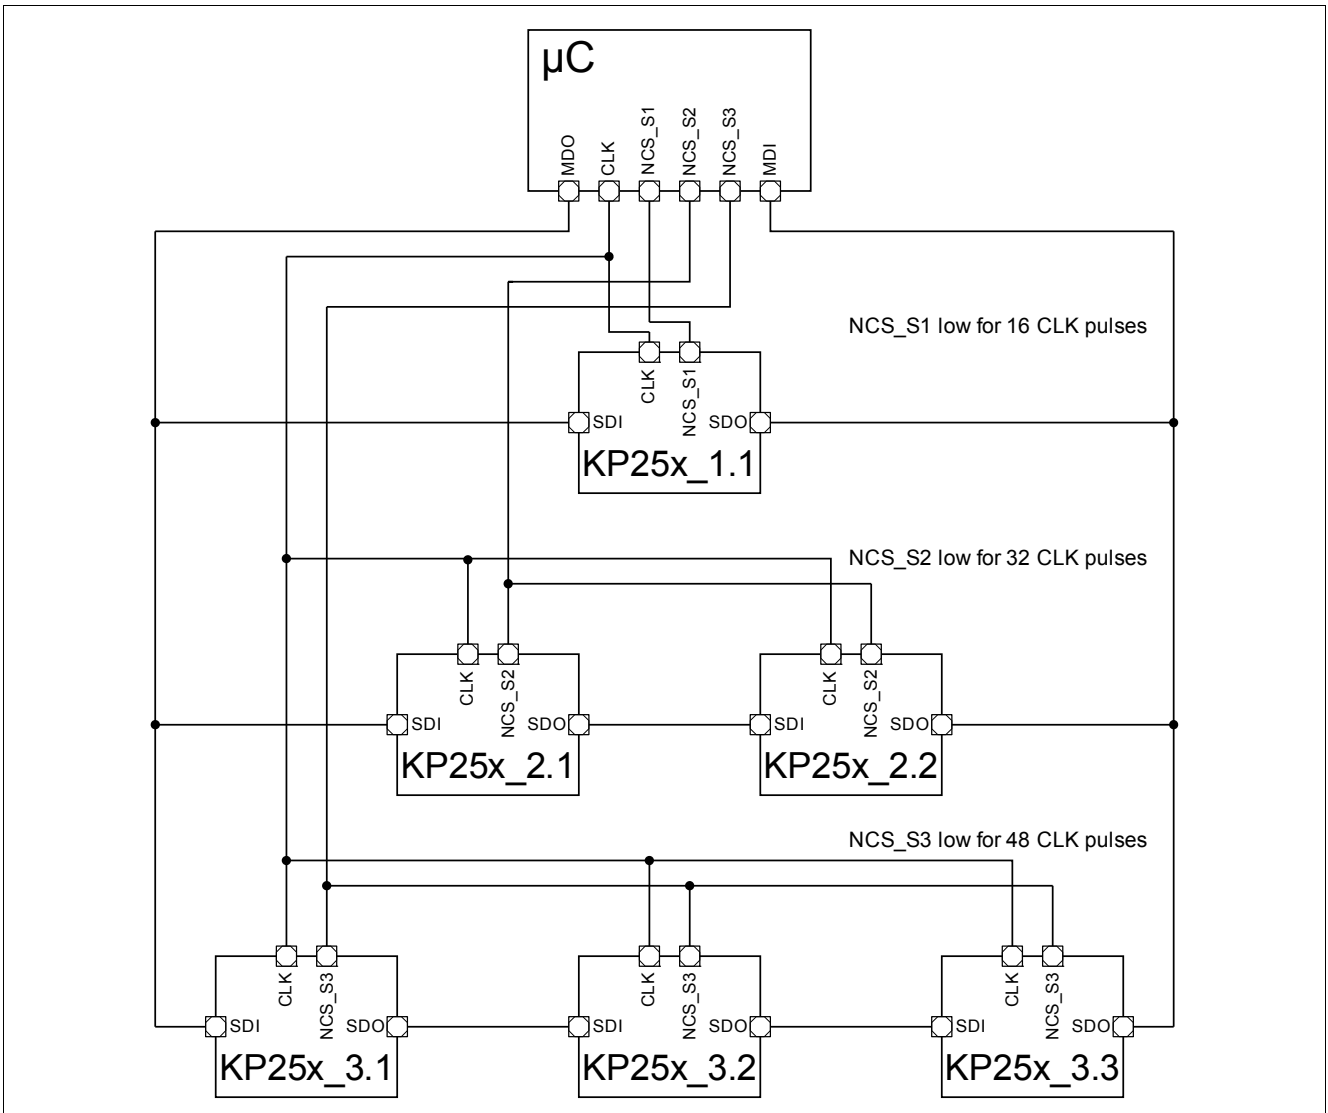 µC
MDO
CLK
NCS_S1
NCS_S2
NCS_S3
MDI
NCS_S1 low for 16 CLK pulses
CLK
NCS_S1
SDI
SDO
KP25x_1.1
NCS_S2 low for 32 CLK pulses
CLK
NCS_S2
SDI
SDO
KP25x_2.1
CLK
NCS_S2
SDI
SDO
KP25x_2.2
NCS_S3 low for 48 CLK pulses
CLK
NCS_S3
SDI
SDO
KP25x_3.1
CLK
NCS_S3
SDI
SDO
KP25x_3.2
CLK
NCS_S3
SDI
SDO
KP25x_3.3